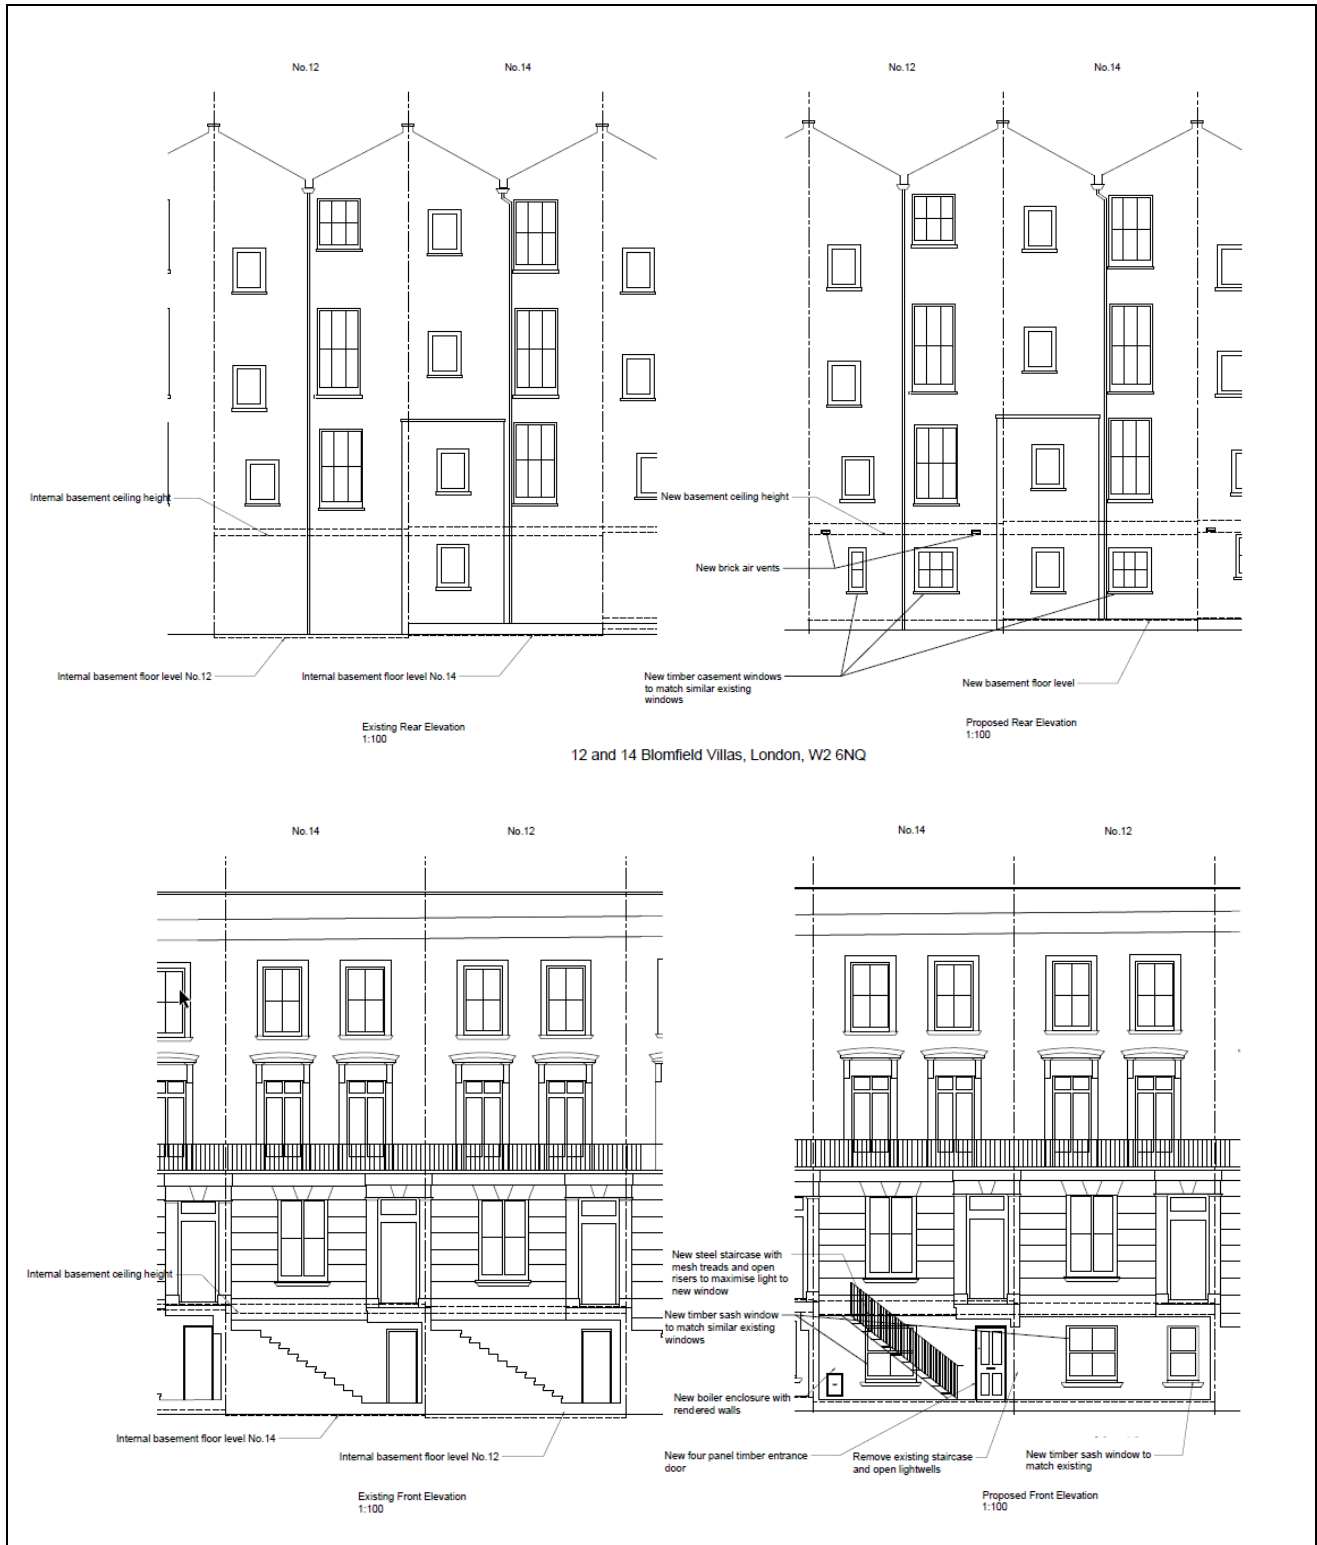 No.12
No.14
No.12
No.14
Internal basement ceiling height
New basement ceiling height
New brick air vents
Internal basement floor level No.12
Internal basement floor level No.14
New timber casement windows
to match similar existing
windows
New basement floor level
Existing Rear Elevation
1:100
Proposed Rear Elevation
1:100
12 and 14 Blomfield Villas, London, W2 6NQ
No.14
No.12
No.14
No.12
Internal basement ceiling height
New steel staircase with
mesh treads and open
risers to maximise light to
new window
New timber sash window
to match similar existing
windows
New boiler enclosure with
rendered walls
Internal basement floor level No.14
Internal basement floor level No.12
New four panel timber entrance
door
Remove existing staircase
and open lightwells
New timber sash window to
match existing
Existing Front Elevation
1:100
Proposed Front Elevation
1:100